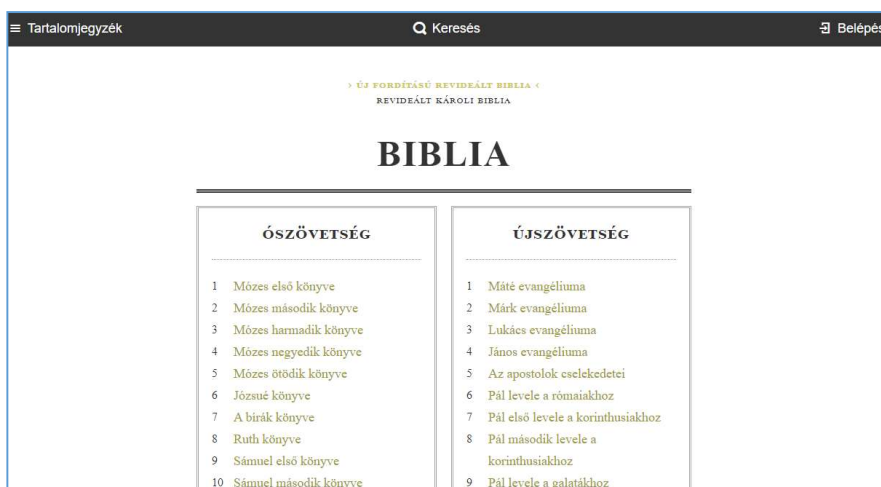 Tartalomjegyzék
Keresés
Belépés
› ÚJ FORDÍTÁSÚ REVIDEÁLT BIBLIA ‹
REVIDEÁLT KÁROLI BIBLIA
BIBLIA
ÓSZÖVETSÉG
1 Mózes első könyve
2 Mózes második könyve
3 Mózes harmadik könyve
4 Mózes negyedik könyve
5 Mózes ötödik könyve
6 Józsué könyve
7 A bírák könyve
8 Ruth könyve
9 Sámuel első könyve
10 Sámuel második könyve
ÚJSZÖVETSÉG
1 Máté evangéliuma
2 Márk evangéliuma
3 Lukács evangéliuma
4 János evangéliuma
5 Az apostolok cselekedetei
6 Pál levele a rómaiakhoz
7 Pál első levele a korinthusiakhoz
8 Pál második levele a
korinthusiakhoz
9 Pál levele a galatákhoz